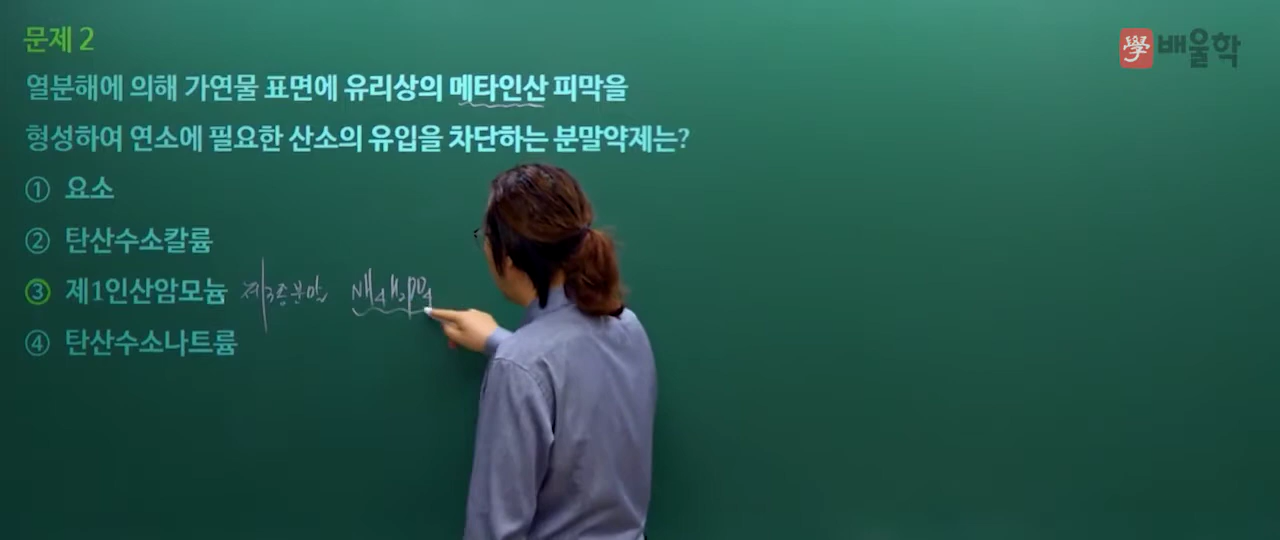 문제 2
學 배울학
열분해에 의해 가연물 표면에 유리상의 메타인산 피막을
형성하여 연소에 필요한 산소의 유입을 차단하는 분말약제는?
① 요소
② 탄산수소칼륨
③ 제1인산암모늄 제3종분말 NH₄H₂PO₄
④ 탄산수소나트륨